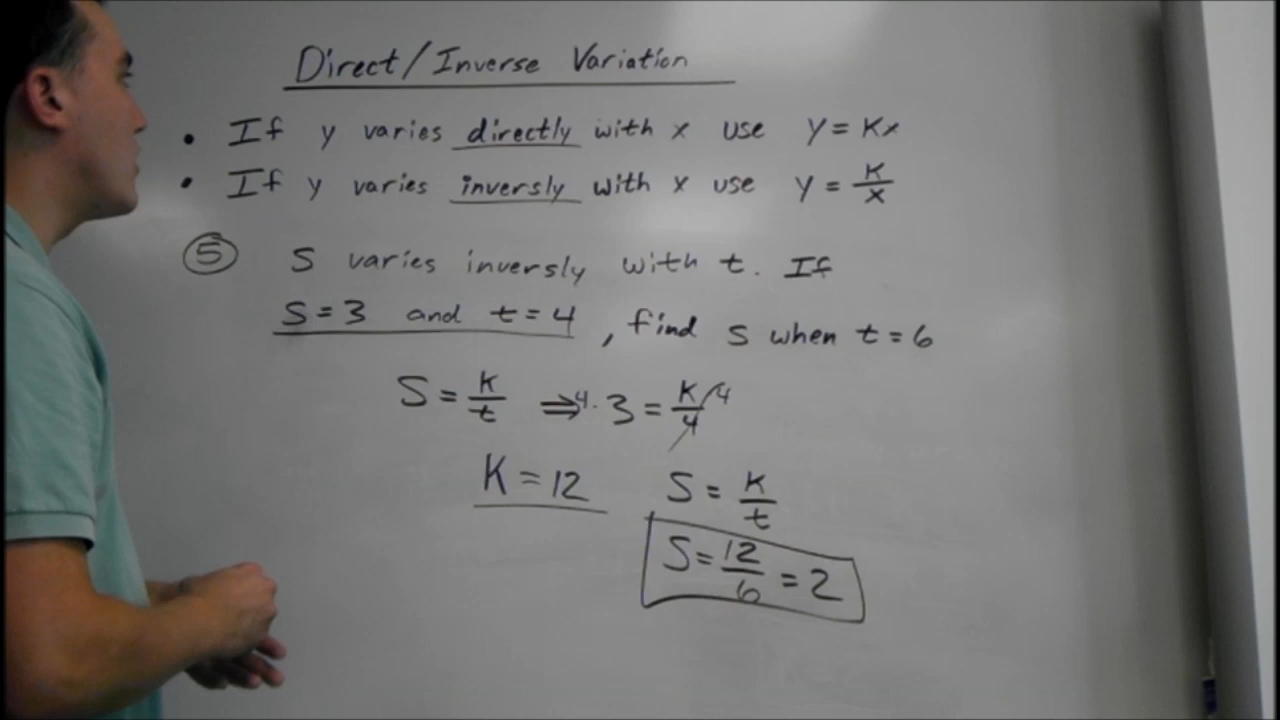 Direct/Inverse Variation
• If y varies directly with x use y = Kx
• If y varies inversly with x use y = K/x
⑤ S varies inversly with t. If
S = 3 and t = 4, find S when t = 6
S = K/t ⇒ 4 · 3 = K/4 · 4
K = 12
S = K/t
S = 12/6 = 2